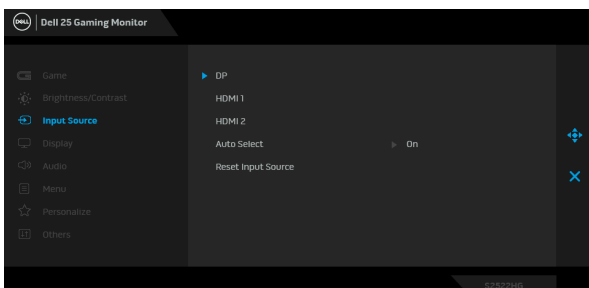 DELL Dell 25 Gaming Monitor
Game
Brightness/Contrast
Input Source
Display
Audio
Menu
Personalize
Others
DP
HDMI 1
HDMI 2
Auto Select On
Reset Input Source
S2522HG